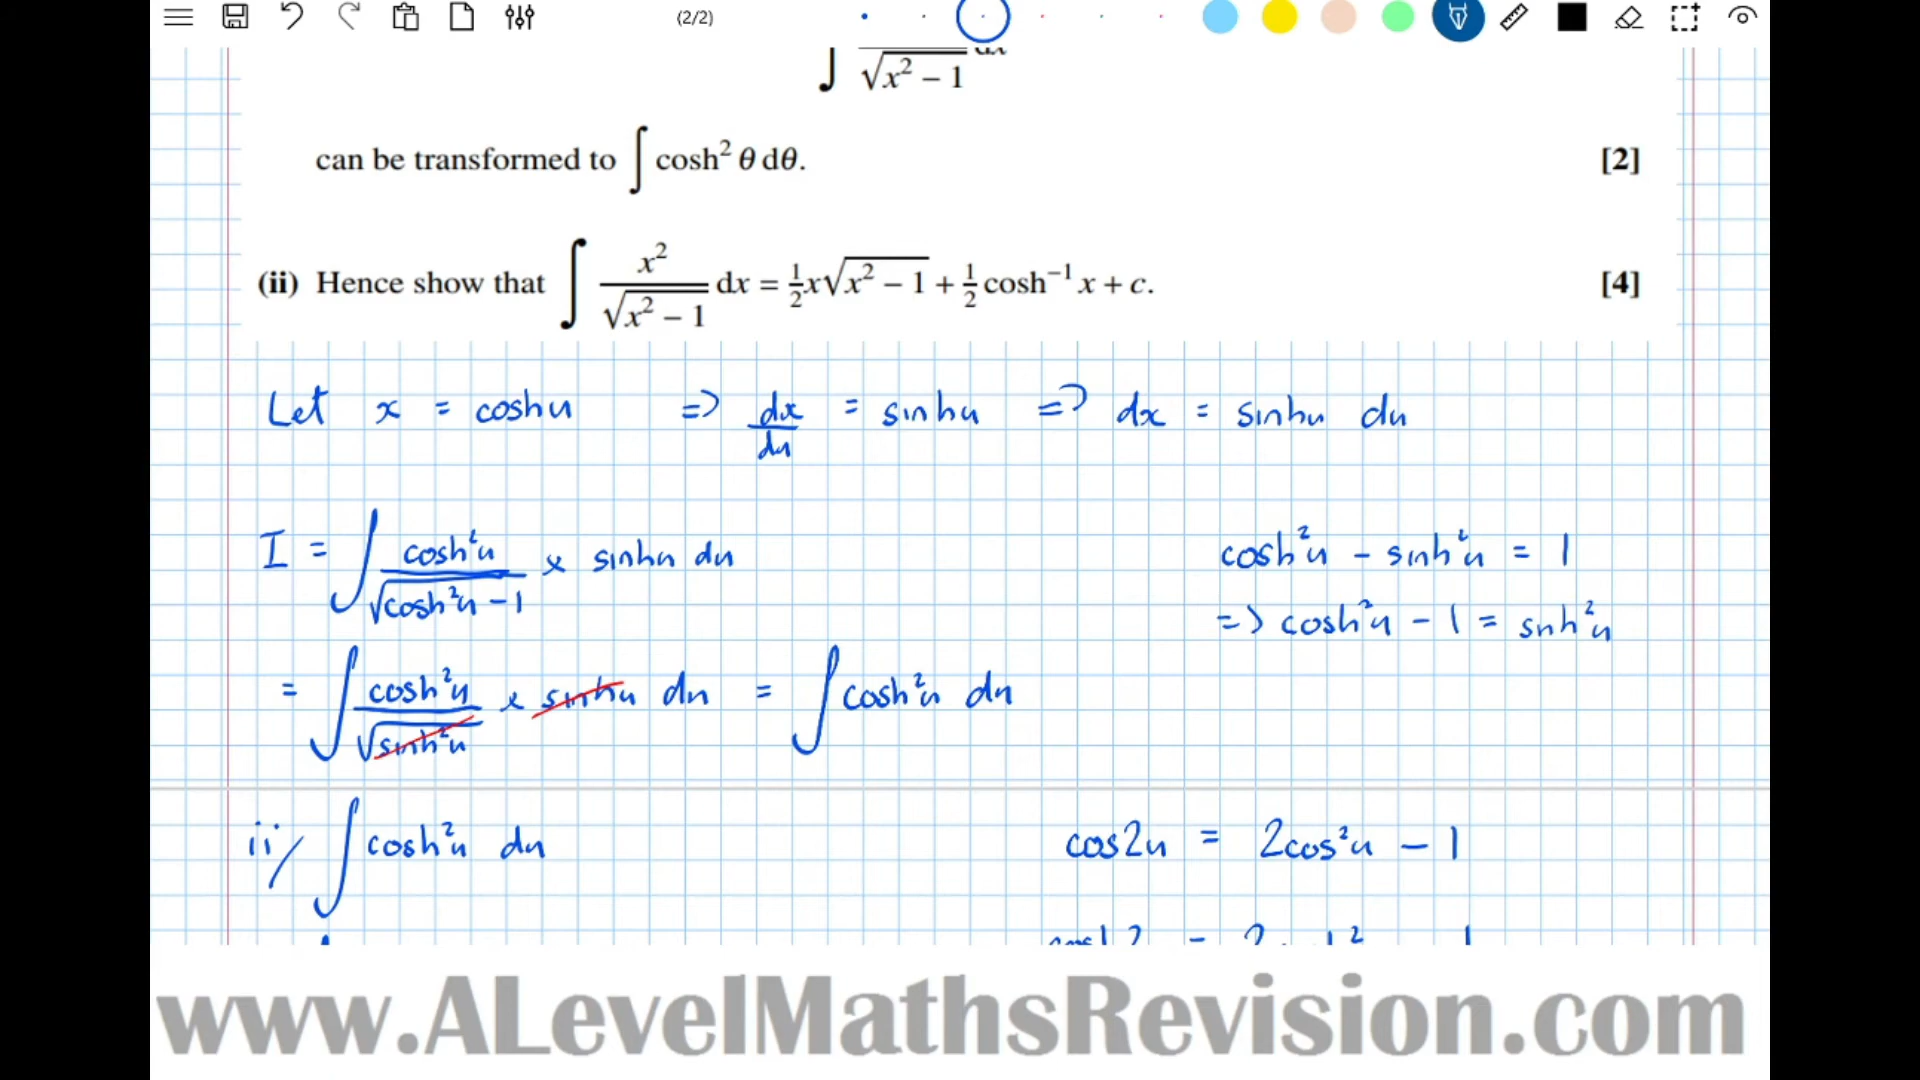 (2/2)
∫ / √(x² − 1) dx
can be transformed to ∫ cosh² θ dθ. [2]
(ii) Hence show that ∫ x²/√(x² − 1) dx = ½x√(x² − 1) + ½ cosh⁻¹ x + c. [4]
Let x = coshu => dx/du = sinhu => dx = sinhu du
I = ∫ cosh²u/√(cosh²u − 1) × sinhu du
cosh²u − sinh²u = 1
=> cosh²u − 1 = sinh²u
= ∫ cosh²u/√(sinh²u) × sinhu du = ∫ cosh²u du
ii/ ∫ cosh²u du
cos2u = 2cos²u − 1
www.ALevelMathsRevision.com